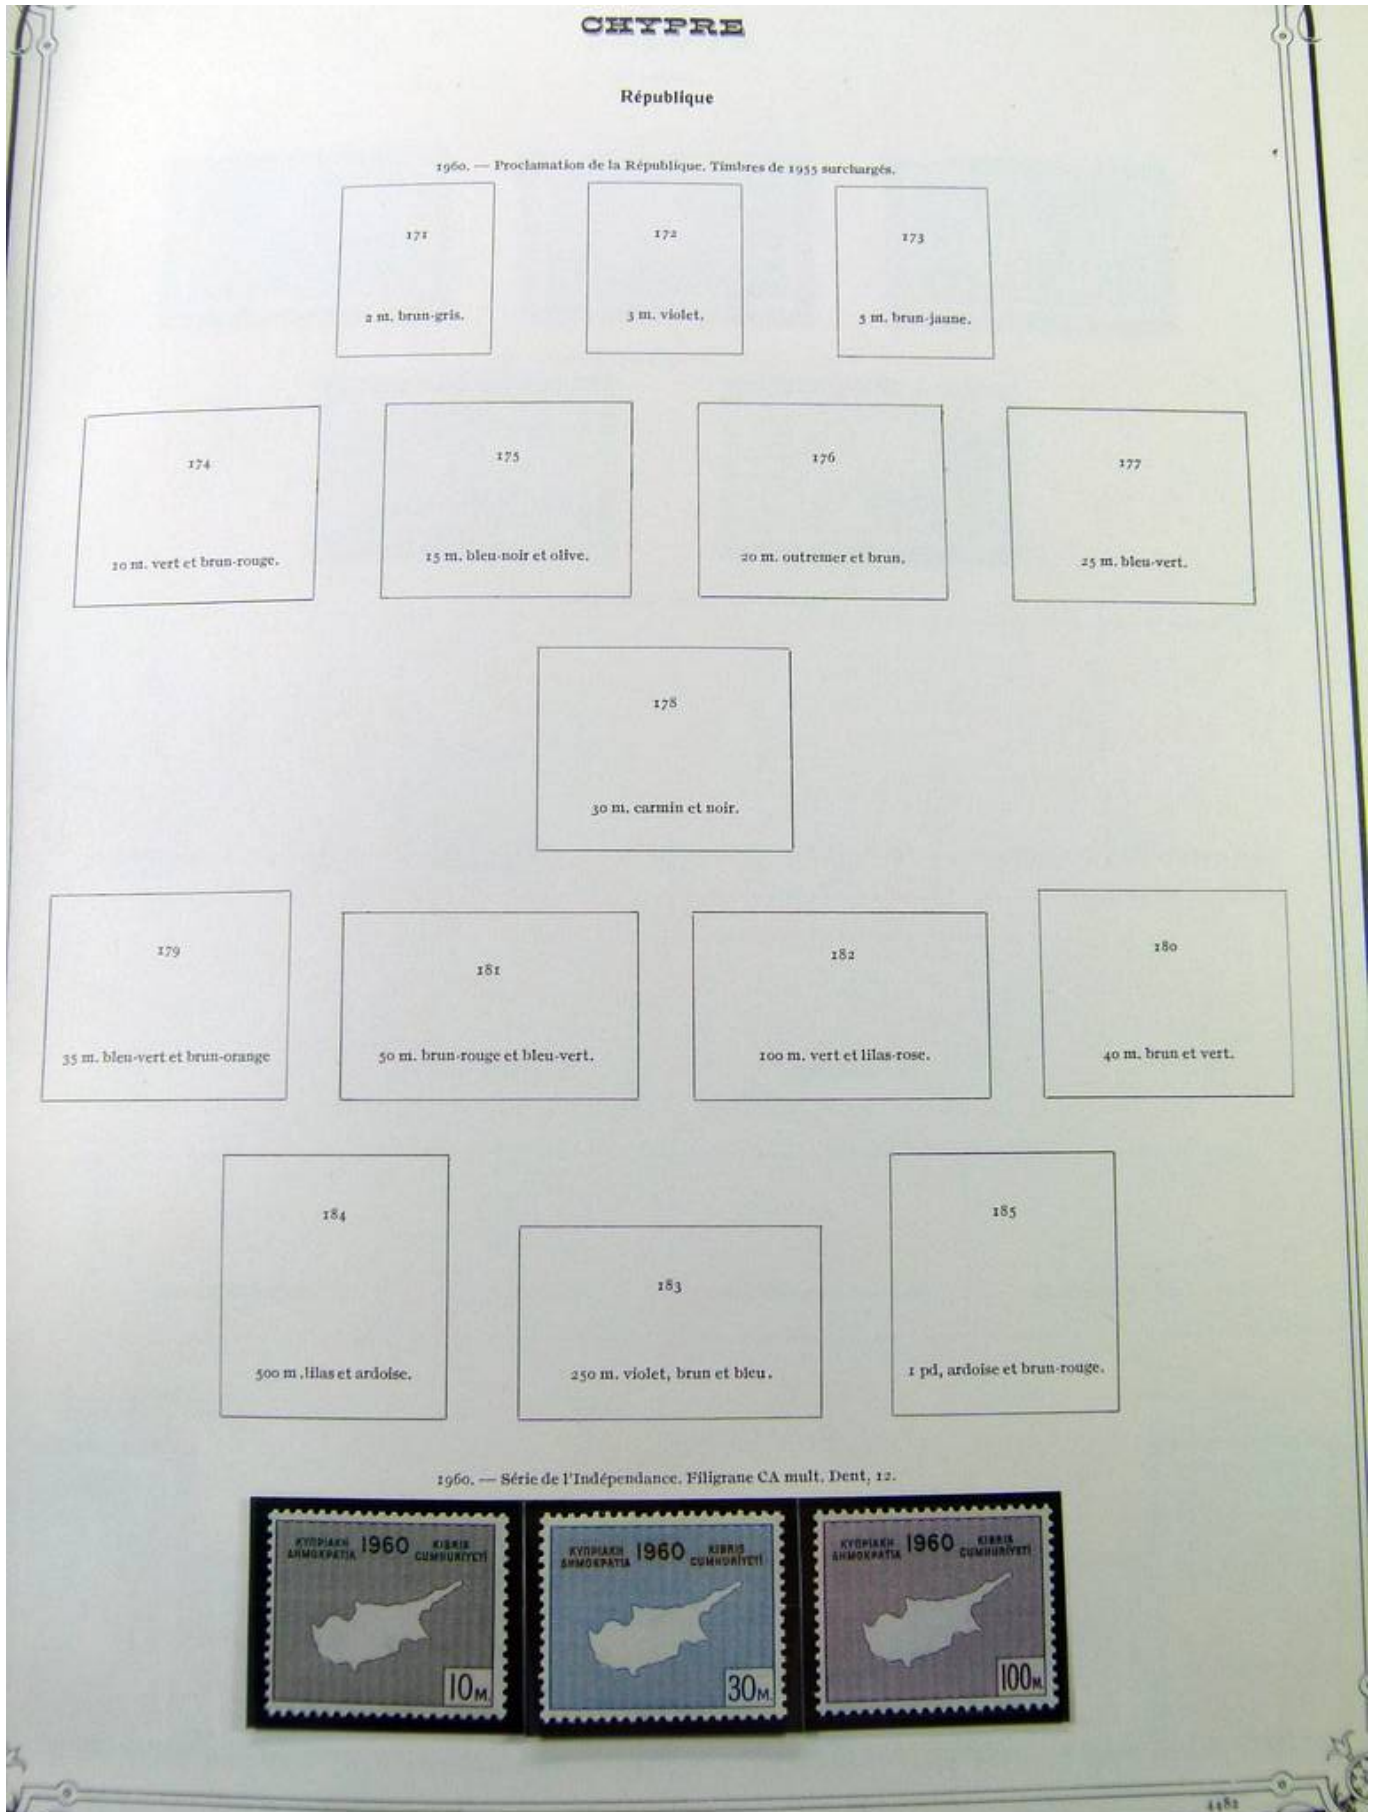 CHYPRE
République
1960. — Proclamation de la République. Timbres de 1955 surchargés.
171 172 173
2 m. brun-gris. 3 m. violet. 5 m. brun-jaune.
174 175 176 177
10 m. vert et brun-rouge. 15 m. bleu-noir et olive. 20 m. outremer et brun. 25 m. bleu-vert.
178
30 m. carmin et noir.
179 181 182 180
35 m. bleu-vert et brun-orange 50 m. brun-rouge et bleu-vert. 100 m. vert et lilas-rose. 40 m. brun et vert.
184 183 185
500 m .lilas et ardoise. 250 m. violet, brun et bleu. 1 pd, ardoise et brun-rouge.
1960. — Série de l'Indépendance. Filigrane CA mult. Dent, 12.
ΚΥΠΡΙΑΚΗ 1960 KIBRIS ΚΥΠΡΙΑΚΗ 1960 KIBRIS ΚΥΠΡΙΑΚΗ 1960 KIBRIS
ΔΗΜΟΚΡΑΤΙΑ CUMHURİYETİ ΔΗΜΟΚΡΑΤΙΑ CUMHURİYETİ ΔΗΜΟΚΡΑΤΙΑ CUMHURİYETİ
10 M. 30 M. 100 M.